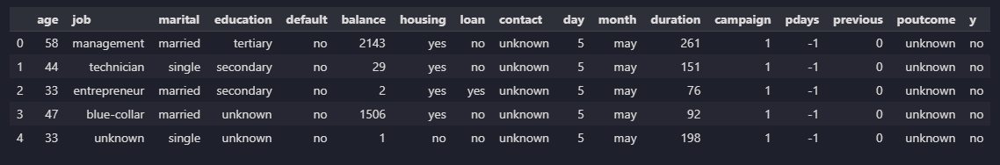 age job marital education default balance housing loan contact day month duration campaign pdays previous poutcome y
0 58 management married tertiary no 2143 yes no unknown 5 may 261 1 -1 0 unknown no
1 44 technician single secondary no 29 yes no unknown 5 may 151 1 -1 0 unknown no
2 33 entrepreneur married secondary no 2 yes yes unknown 5 may 76 1 -1 0 unknown no
3 47 blue-collar married unknown no 1506 yes no unknown 5 may 92 1 -1 0 unknown no
4 33 unknown single unknown no 1 no no unknown 5 may 198 1 -1 0 unknown no